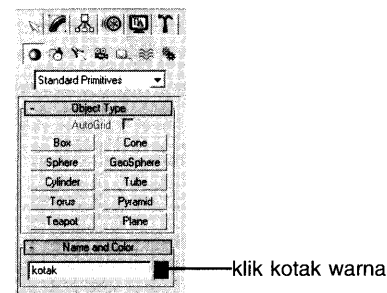 Standard Primitives
- Object Type
AutoGrid
Box Cone
Sphere GeoSphere
Cylinder Tube
Torus Pyramid
Teapot Plane
- Name and Color
kotak
klik kotak warna